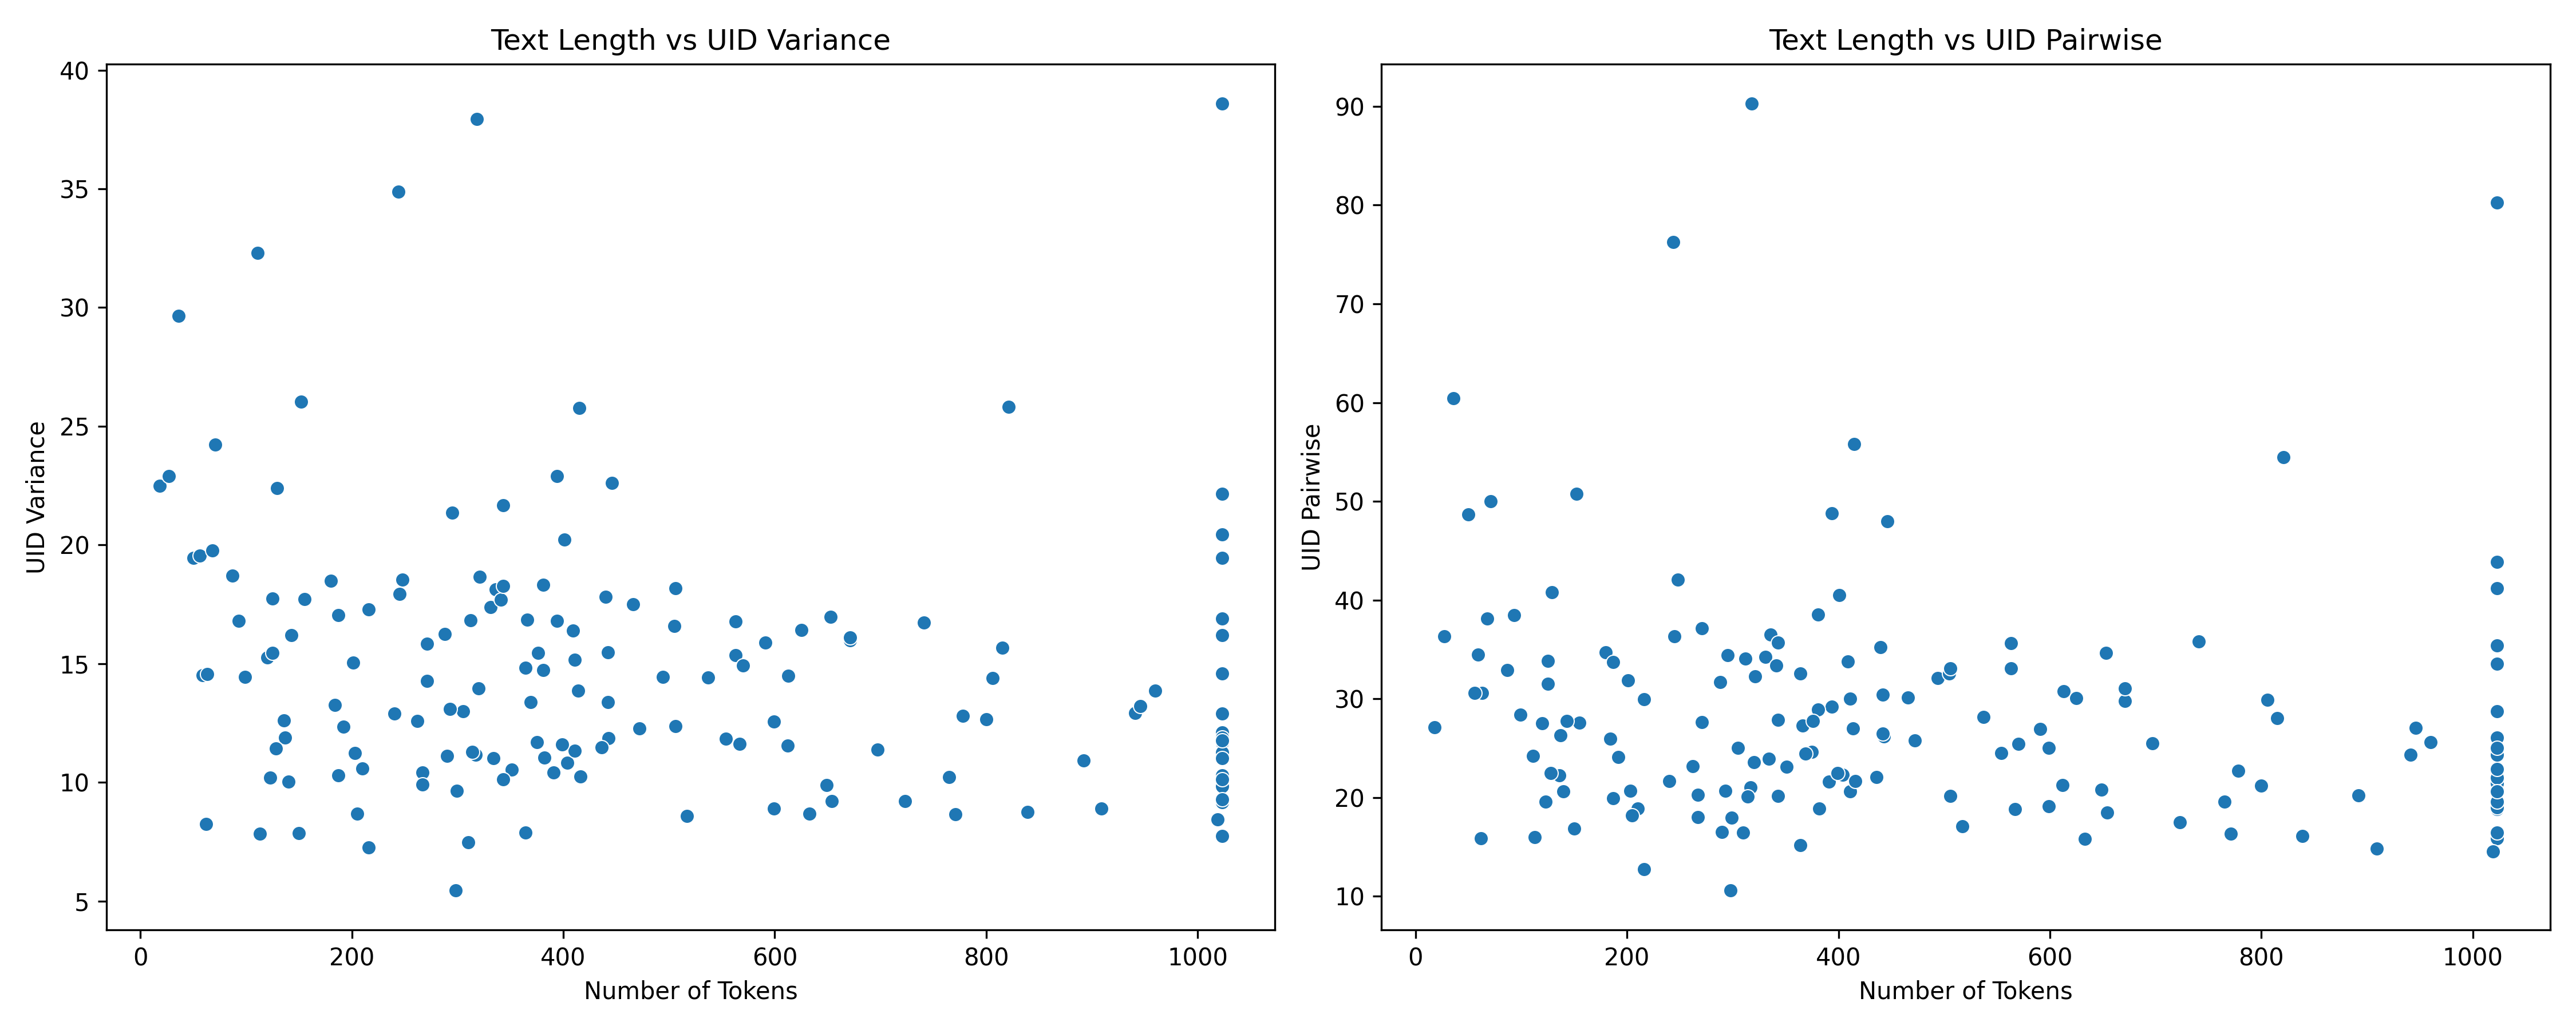 Text Length vs UID Variance
40
35
30
25
20
15
10
5
UID Variance
0 200 400 600 800 1000
Number of Tokens
Text Length vs UID Pairwise
90
80
70
60
50
40
30
20
10
UID Pairwise
0 200 400 600 800 1000
Number of Tokens